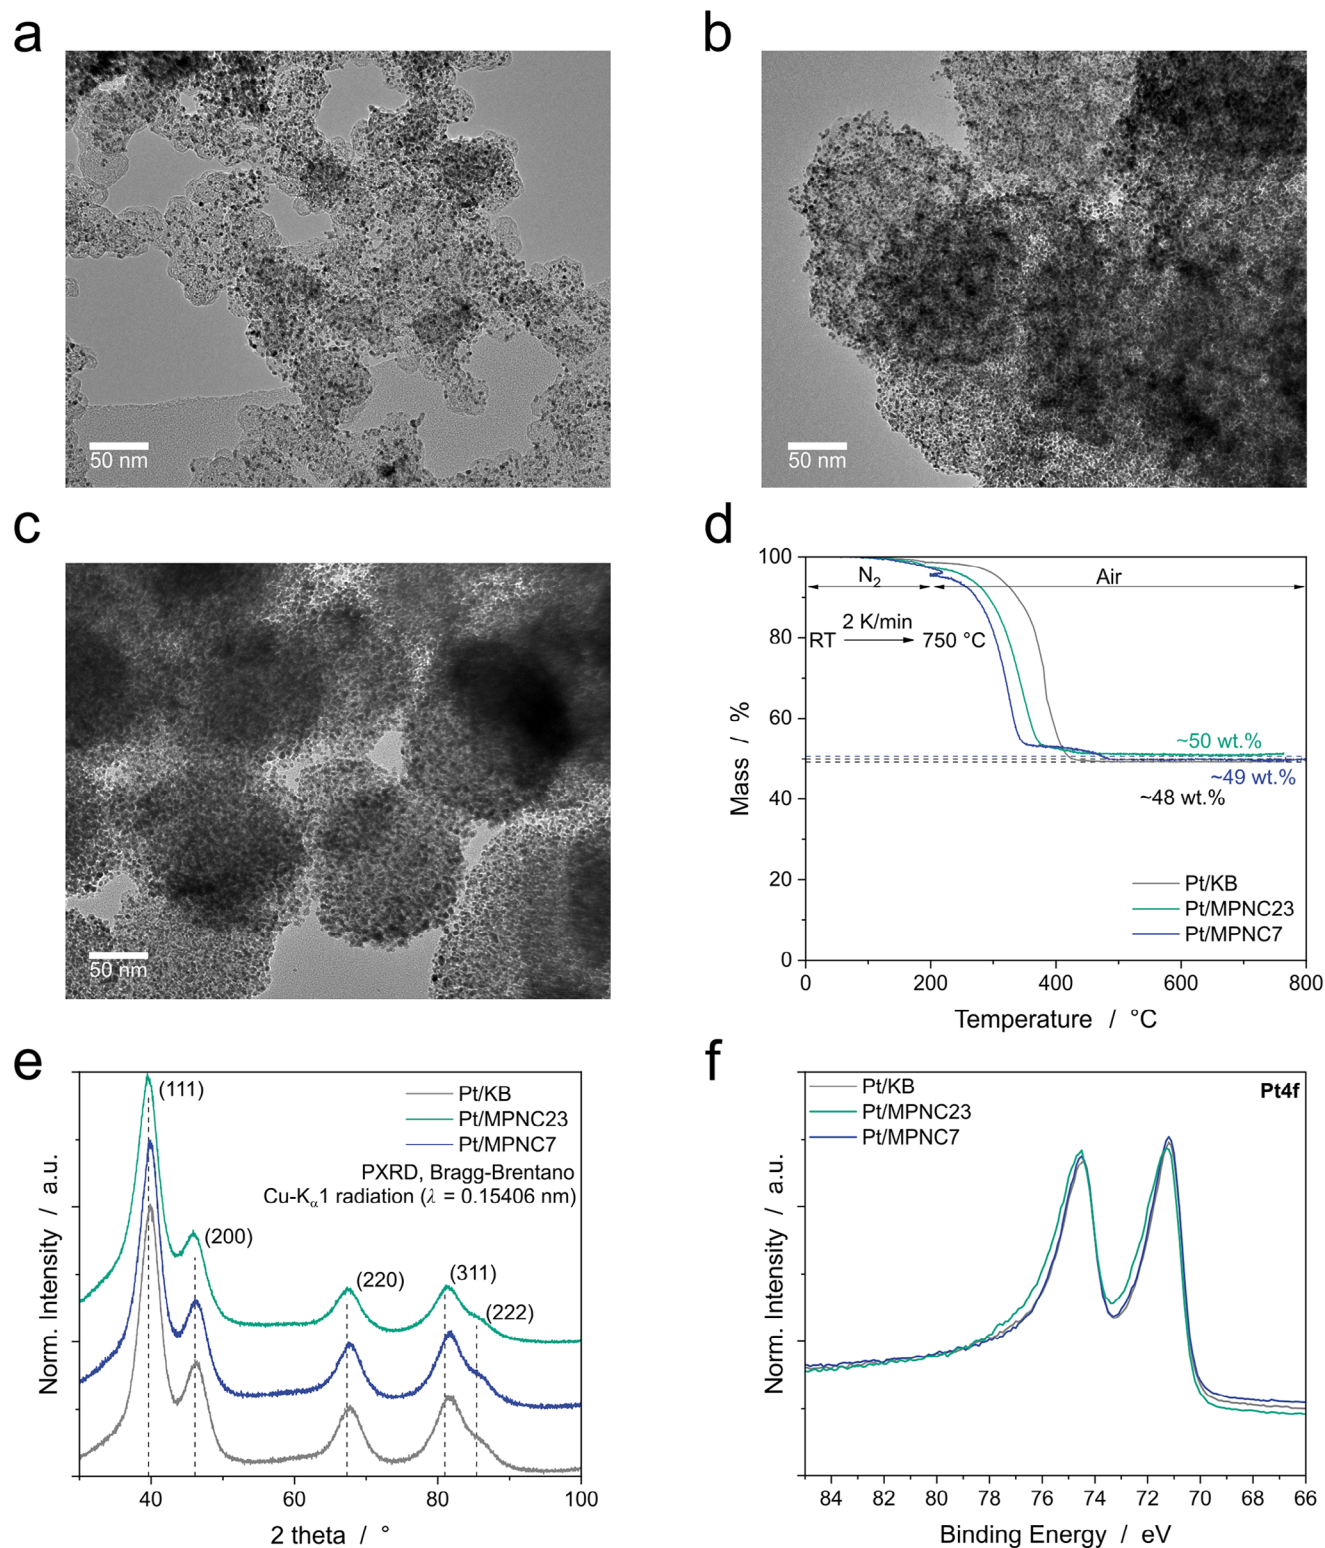 a
b
50 nm
50 nm
c
d
50 nm
100
80
60
40
20
0
Mass / %
N₂
Air
2 K/min
RT
750 °C
~50 wt.%
~49 wt.%
~48 wt.%
Pt/KB
Pt/MPNC23
Pt/MPNC7
0
200
400
600
800
Temperature / °C
e
f
Norm. Intensity / a.u.
(111)
(200)
(220)
(311)
(222)
Pt/KB
Pt/MPNC23
Pt/MPNC7
PXRD, Bragg-Brentano
Cu-Kα1 radiation (λ = 0.15406 nm)
40
60
80
100
2 theta / °
Norm. Intensity / a.u.
Pt/KB
Pt/MPNC23
Pt/MPNC7
Pt4f
84
82
80
78
76
74
72
70
68
66
Binding Energy / eV